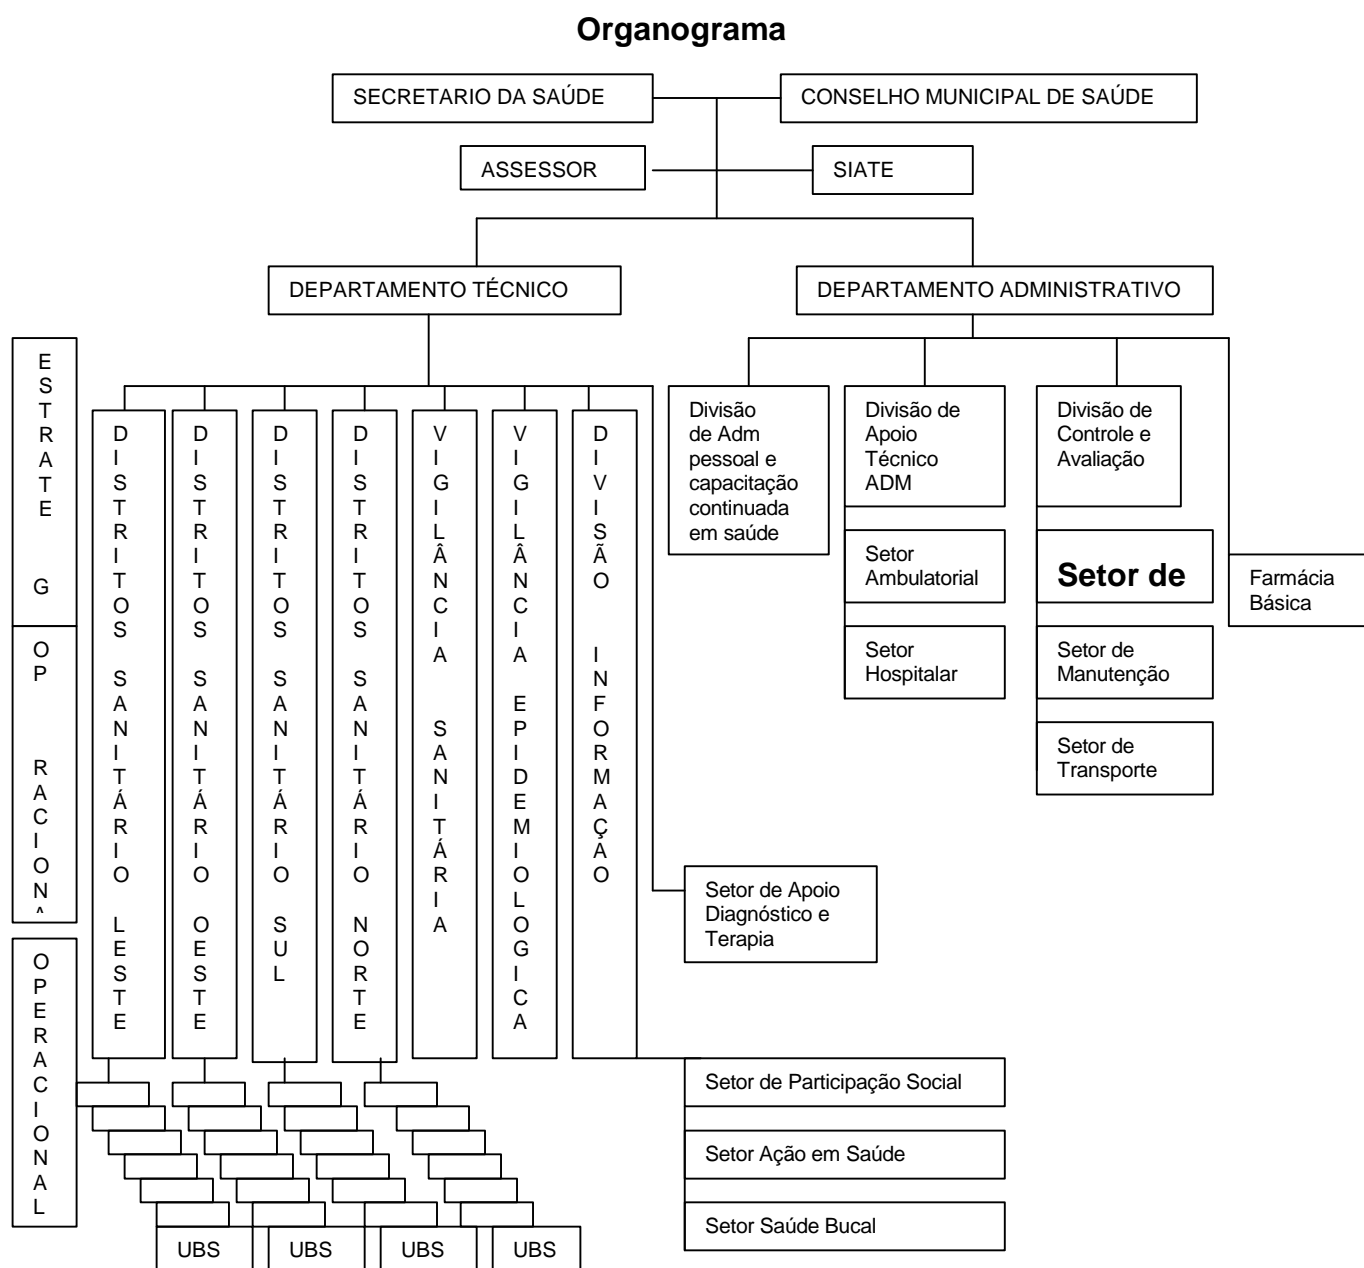 Organograma
SECRETARIO DA SAÚDE
CONSELHO MUNICIPAL DE SAÚDE
ASSESSOR
SIATE
DEPARTAMENTO TÉCNICO
DEPARTAMENTO ADMINISTRATIVO
ESTRATE G
OP RACION
OPERACIONAL
DISTRITOS SANITÁRIO LESTE
DISTRITOS SANITÁRIO OESTE
DISTRITOS SANITÁRIO SUL
DISTRITOS SANITÁRIO NORTE
VIGILÂNCIA SANITÁRIA
VIGILÂNCIA EPIDEMIOLOGICA
DIVISÃO INFORMAÇAO
Divisão
de Adm
pessoal e
capacitação
continuada
em saúde
Divisão de
Apoio
Técnico
ADM
Setor
Ambulatorial
Setor
Hospitalar
Divisão de
Controle e
Avaliação
Setor de
Setor de
Manutenção
Setor de
Transporte
Farmácia
Básica
Setor de Apoio
Diagnóstico e
Terapia
Setor de Participação Social
Setor Ação em Saúde
Setor Saúde Bucal
UBS
UBS
UBS
UBS